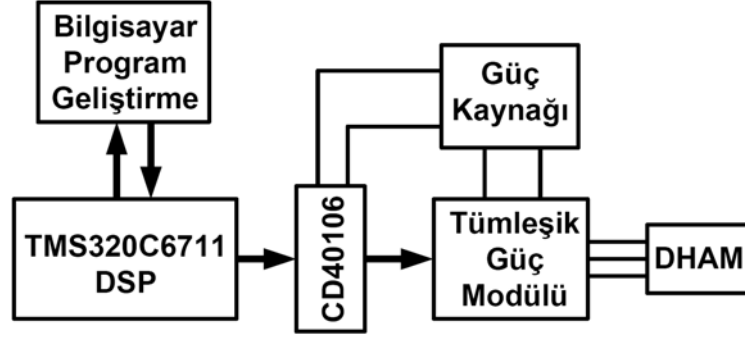 Bilgisayar
Program
Geliştirme
Güç
Kaynağı
TMS320C6711
DSP
CD40106
Tümleşik
Güç
Modülü
DHAM